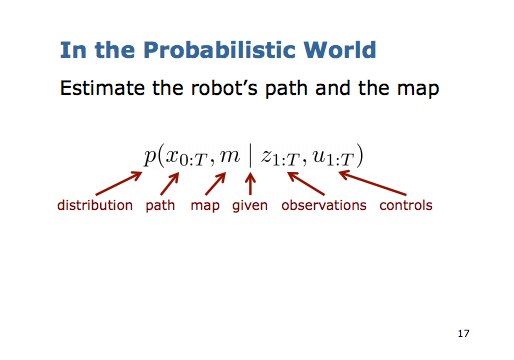 In the Probabilistic World
Estimate the robot's path and the map
p(x_{0:T}, m | z_{1:T}, u_{1:T})
distribution path map given observations controls
17